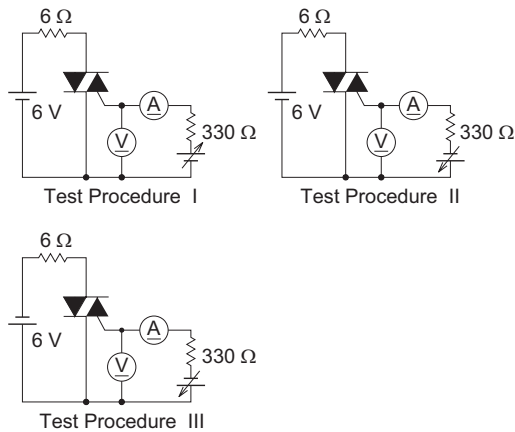 6 Ω
6 V
A
V
330 Ω
Test Procedure I
6 Ω
6 V
A
V
330 Ω
Test Procedure II
6 Ω
6 V
A
V
330 Ω
Test Procedure III